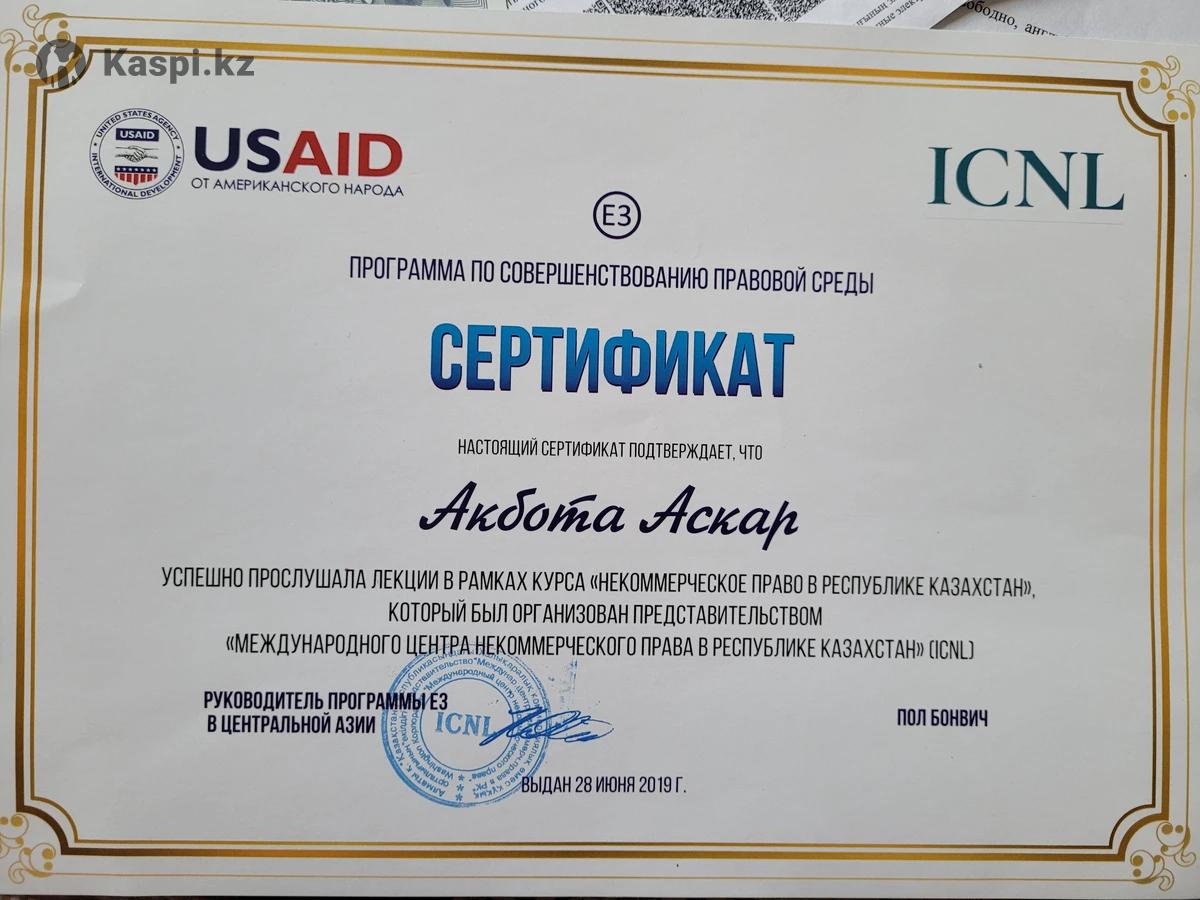 ободно, англ
Kaspi.kz
UNITED STATES AGENCY
USAID
INTERNATIONAL DEVELOPMENT
USAID
ОТ АМЕРИКАНСКОГО НАРОДА
ICNL
E3
ПРОГРАММА ПО СОВЕРШЕНСТВОВАНИЮ ПРАВОВОЙ СРЕДЫ
СЕРТИФИКАТ
НАСТОЯЩИЙ СЕРТИФИКАТ ПОДТВЕРЖДАЕТ, ЧТО
Акбота Аскар
УСПЕШНО ПРОСЛУШАЛА ЛЕКЦИИ В РАМКАХ КУРСА «НЕКОММЕРЧЕСКОЕ ПРАВО В РЕСПУБЛИКЕ КАЗАХСТАН»,
КОТОРЫЙ БЫЛ ОРГАНИЗОВАН ПРЕДСТАВИТЕЛЬСТВОМ
«МЕЖДУНАРОДНОГО ЦЕНТРА НЕКОММЕРЧЕСКОГО ПРАВА В РЕСПУБЛИКЕ КАЗАХСТАН» (ICNL)
РУКОВОДИТЕЛЬ ПРОГРАММЫ E3
В ЦЕНТРАЛЬНОЙ АЗИИ
ICNL
ПОЛ БОНВИЧ
ВЫДАН 28 ИЮНЯ 2019 Г.